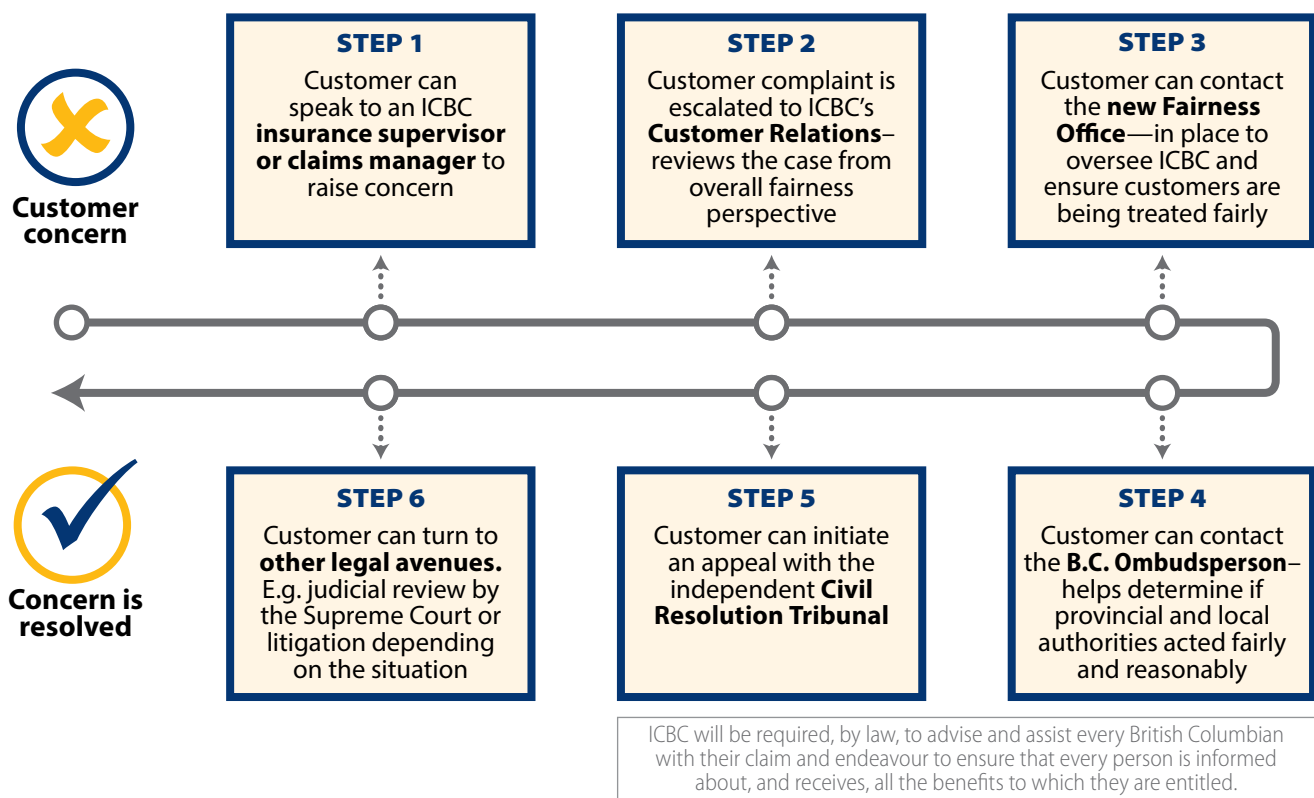 Customer
concern
STEP 1
Customer can
speak to an ICBC
insurance supervisor
or claims manager to
raise concern
STEP 2
Customer complaint is
escalated to ICBC's
Customer Relations–
reviews the case from
overall fairness
perspective
STEP 3
Customer can contact
the new Fairness
Office—in place to
oversee ICBC and
ensure customers are
being treated fairly
STEP 4
Customer can contact
the B.C. Ombudsperson–
helps determine if
provincial and local
authorities acted fairly
and reasonably
STEP 5
Customer can initiate
an appeal with the
independent Civil
Resolution Tribunal
STEP 6
Customer can turn to
other legal avenues.
E.g. judicial review by
the Supreme Court or
litigation depending
on the situation
Concern is
resolved
ICBC will be required, by law, to advise and assist every British Columbian
with their claim and endeavour to ensure that every person is informed
about, and receives, all the benefits to which they are entitled.